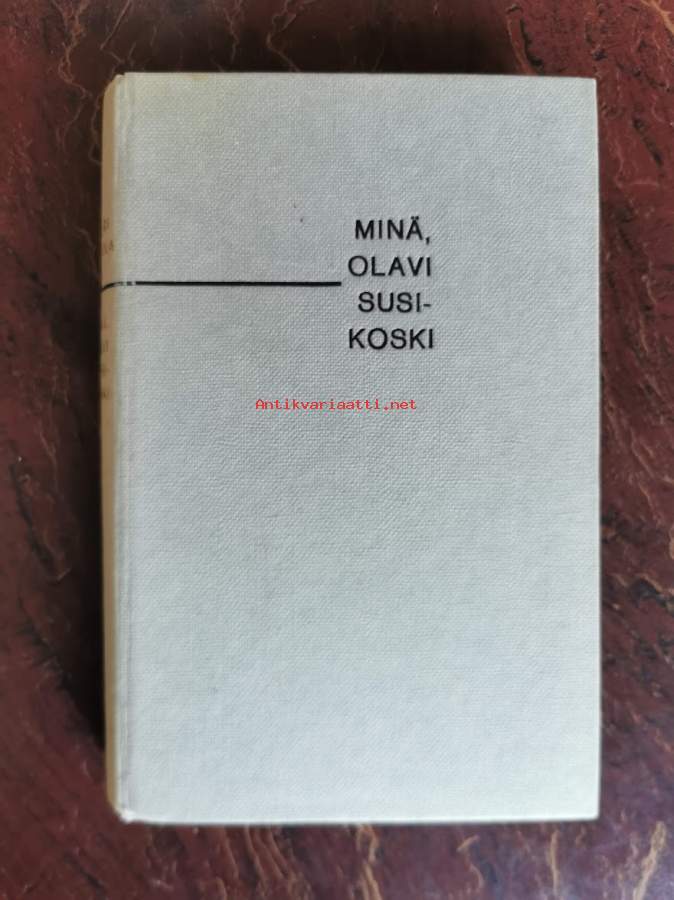 MINÄ,
OLAVI
SUSI-
KOSKI
Antikvariaatti.net